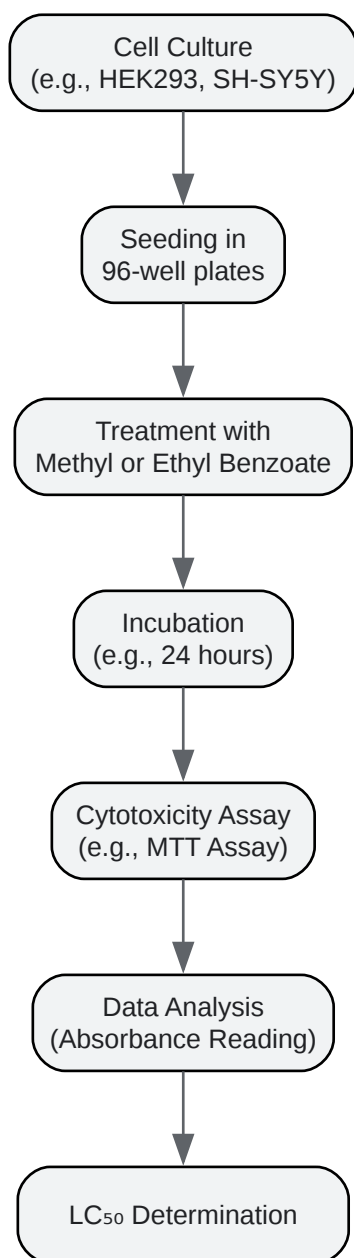 Cell Culture
(e.g., HEK293, SH-SY5Y)
Seeding in
96-well plates
Treatment with
Methyl or Ethyl Benzoate
Incubation
(e.g., 24 hours)
Cytotoxicity Assay
(e.g., MTT Assay)
Data Analysis
(Absorbance Reading)
LC₅₀ Determination